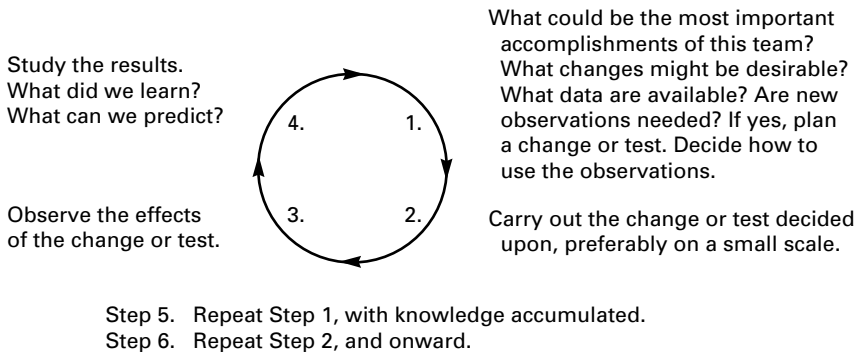 What could be the most important
accomplishments of this team?
What changes might be desirable?
What data are available? Are new
observations needed? If yes, plan
a change or test. Decide how to
use the observations.
Study the results.
What did we learn?
What can we predict?
4.
1.
3.
2.
Observe the effects
of the change or test.
Carry out the change or test decided
upon, preferably on a small scale.
Step 5. Repeat Step 1, with knowledge accumulated.
Step 6. Repeat Step 2, and onward.